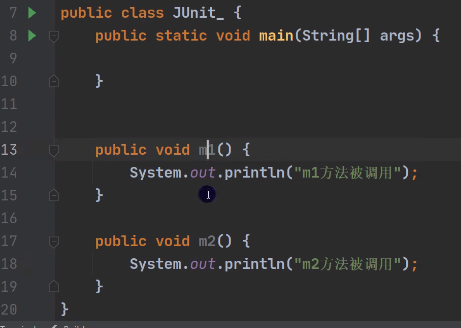 7 public class JUnit_ {
8 public static void main(String[] args) {
9
10 }
11
12
13 public void m1() {
14 System.out.println("m1方法被调用");
15 }
16
17 public void m2() {
18 System.out.println("m2方法被调用");
19 }
20 }